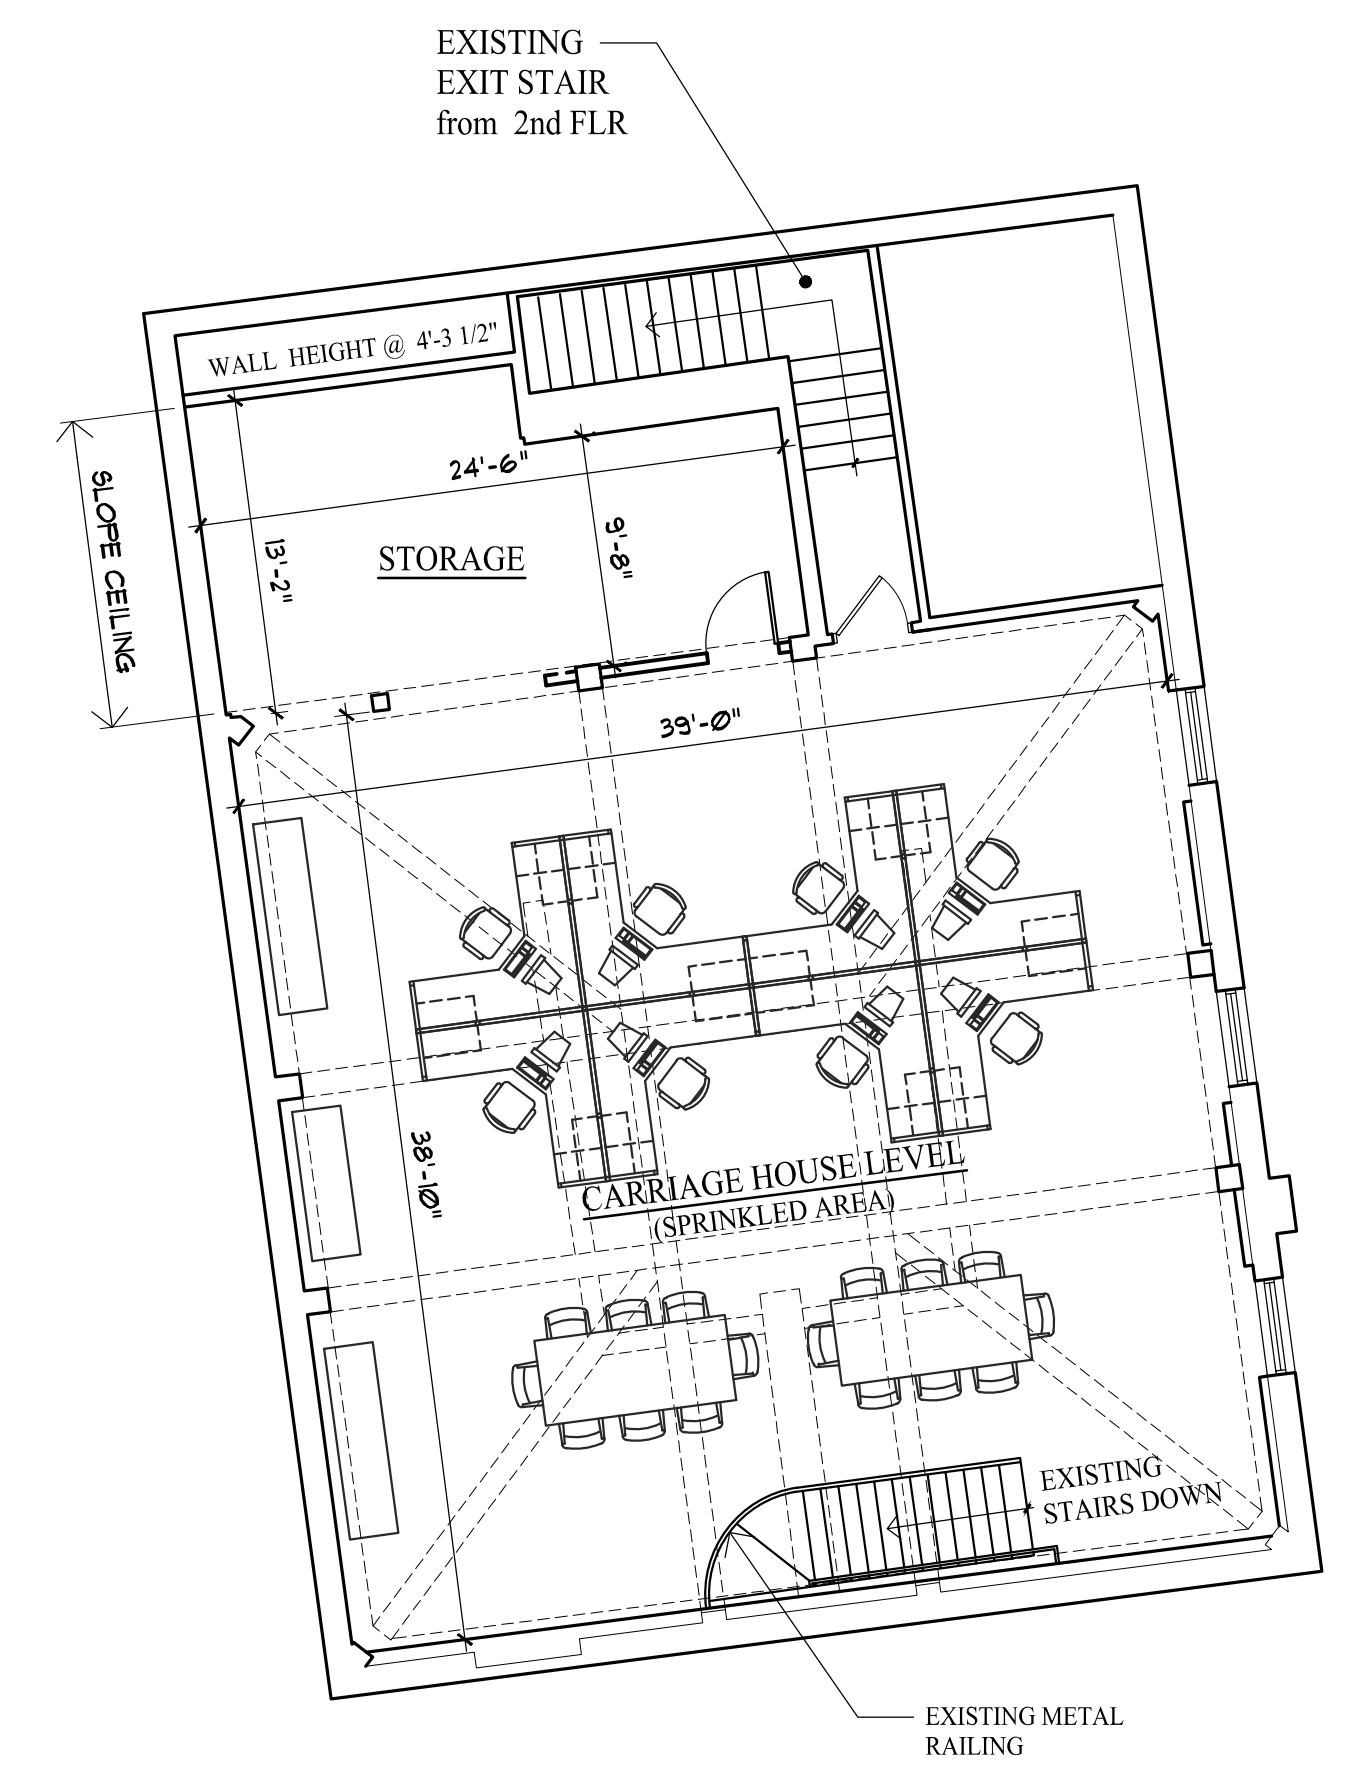 EXISTING
EXIT STAIR
from 2nd FLR
WALL HEIGHT @ 4'-3 1/2"
SLOPE CEILING
24'-6"
13'-2"
9'-8"
STORAGE
39'-0"
38'-10"
CARRIAGE HOUSE LEVEL
(SPRINKLED AREA)
EXISTING
STAIRS DOWN
EXISTING METAL
RAILING